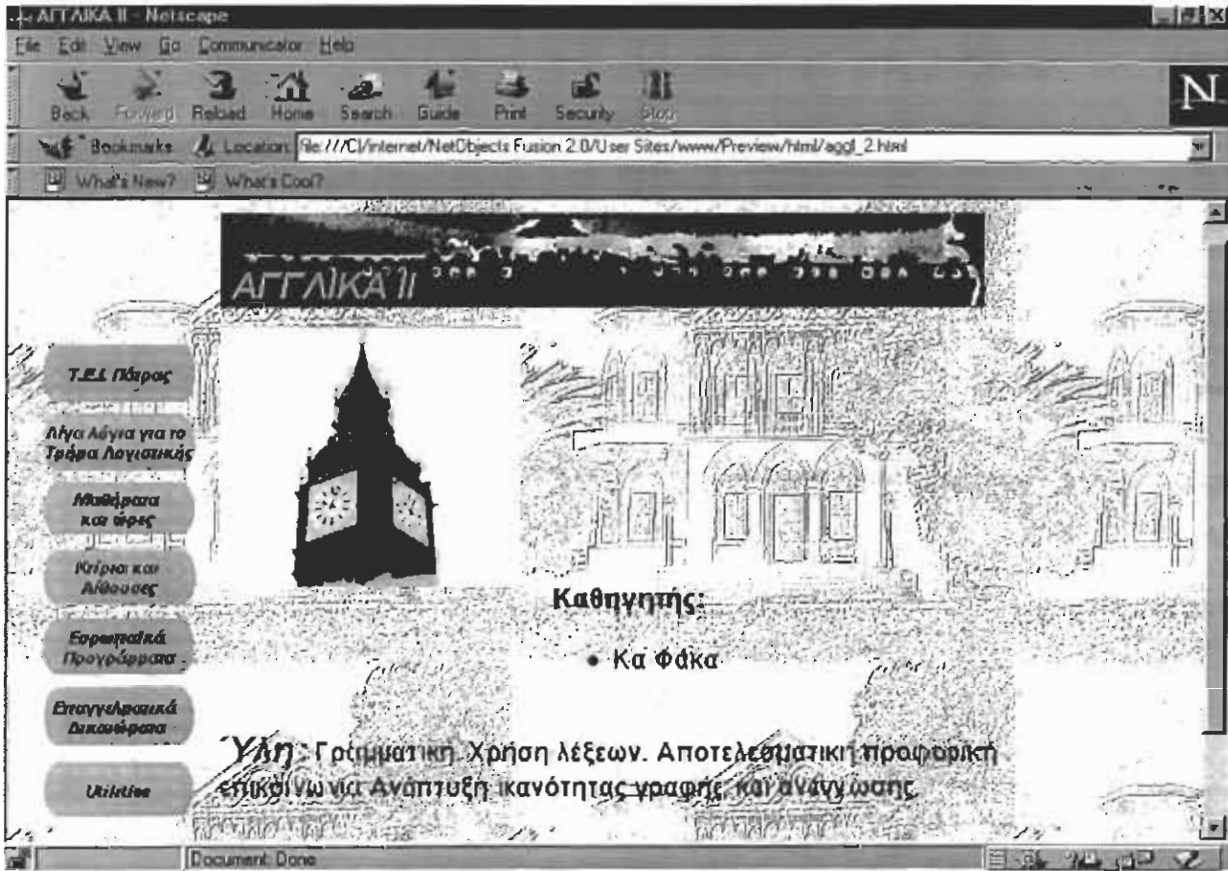 ΑΓΓΛΙΚΑ II - Netscape
File Edit View Go Communicator Help
Back Forward Reload Home Search Guide Print Security Stop
N
Bookmarks Location: file:///C|/internet/NetObjects Fusion 2.0/User Sites/www/Preview/html/aggl_2.html
What's New? What's Cool?
ΑΓΓΛΙΚΑ II
Τ.Ε.Ι. Πάτρας
Λίγα λόγια για το
Τμήμα Λογιστικής
Μαθήματα
και ώρες
Κτίρια και
Αίθουσες
Ευρωπαϊκά
Προγράμματα
Επαγγελματικά
Δικαιώματα
Utilities
Καθηγητής:
• Κα Φάκα
Ύλη: Γραμματική. Χρήση λέξεων. Αποτελεσματική προφορική
επικοινωνία Ανάπτυξη ικανότητας γραφής και ανάγνωσης.
Document: Done